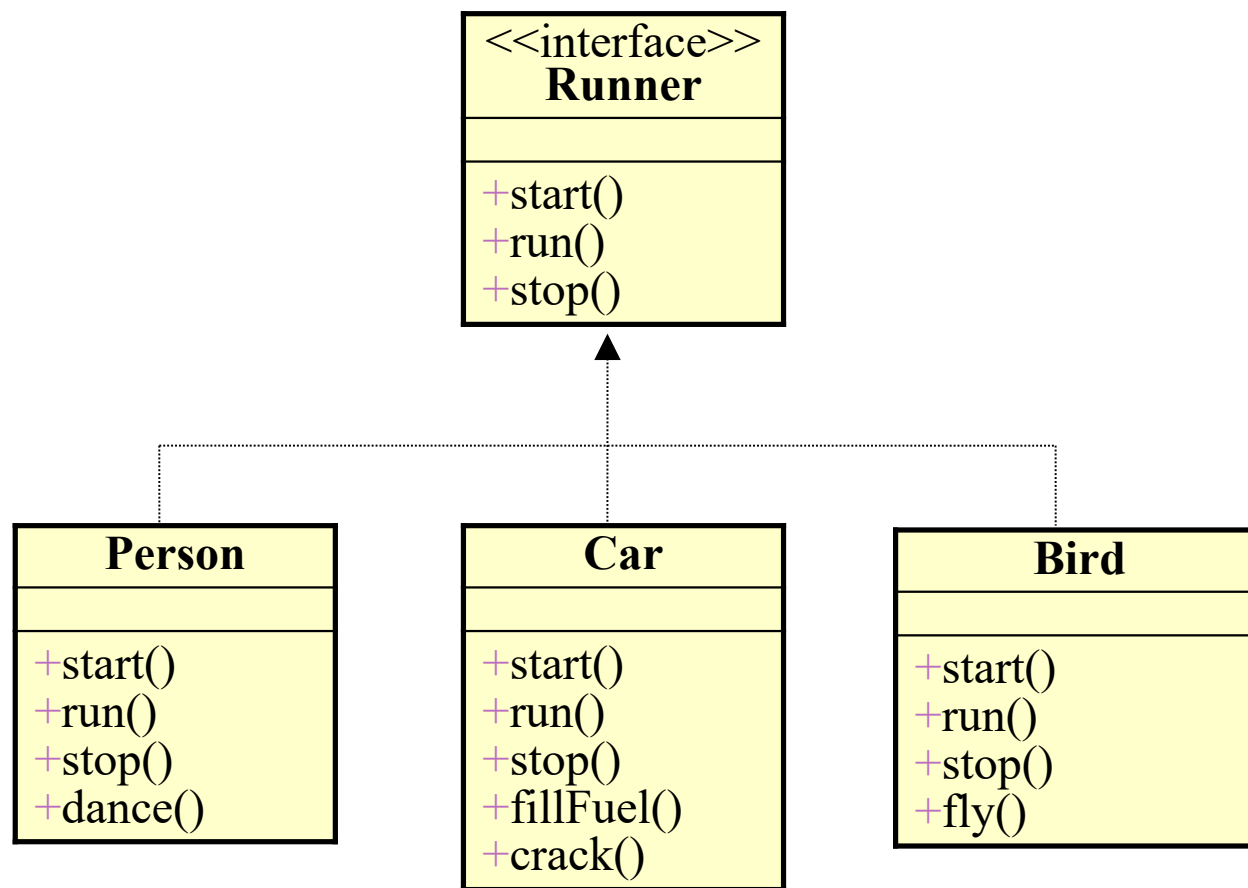 <<interface>>
Runner
+start()
+run()
+stop()
Person
+start()
+run()
+stop()
+dance()
Car
+start()
+run()
+stop()
+fillFuel()
+crack()
Bird
+start()
+run()
+stop()
+fly()